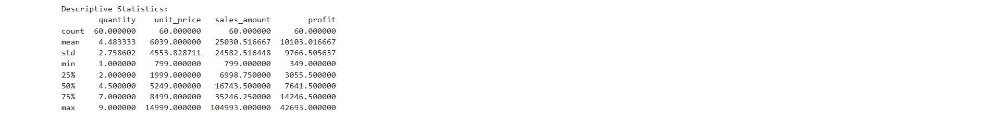 Descriptive Statistics:
quantity unit_price sales_amount profit
count 60.000000 60.000000 60.000000 60.000000
mean 4.483333 6039.000000 25030.516667 10103.016667
std 2.758602 4553.828711 24582.516448 9766.505637
min 1.000000 799.000000 799.000000 349.000000
25% 2.000000 1999.000000 6998.750000 3055.500000
50% 4.500000 5249.000000 16743.500000 7641.500000
75% 7.000000 8499.000000 35246.250000 14246.500000
max 9.000000 14999.000000 104993.000000 42693.000000